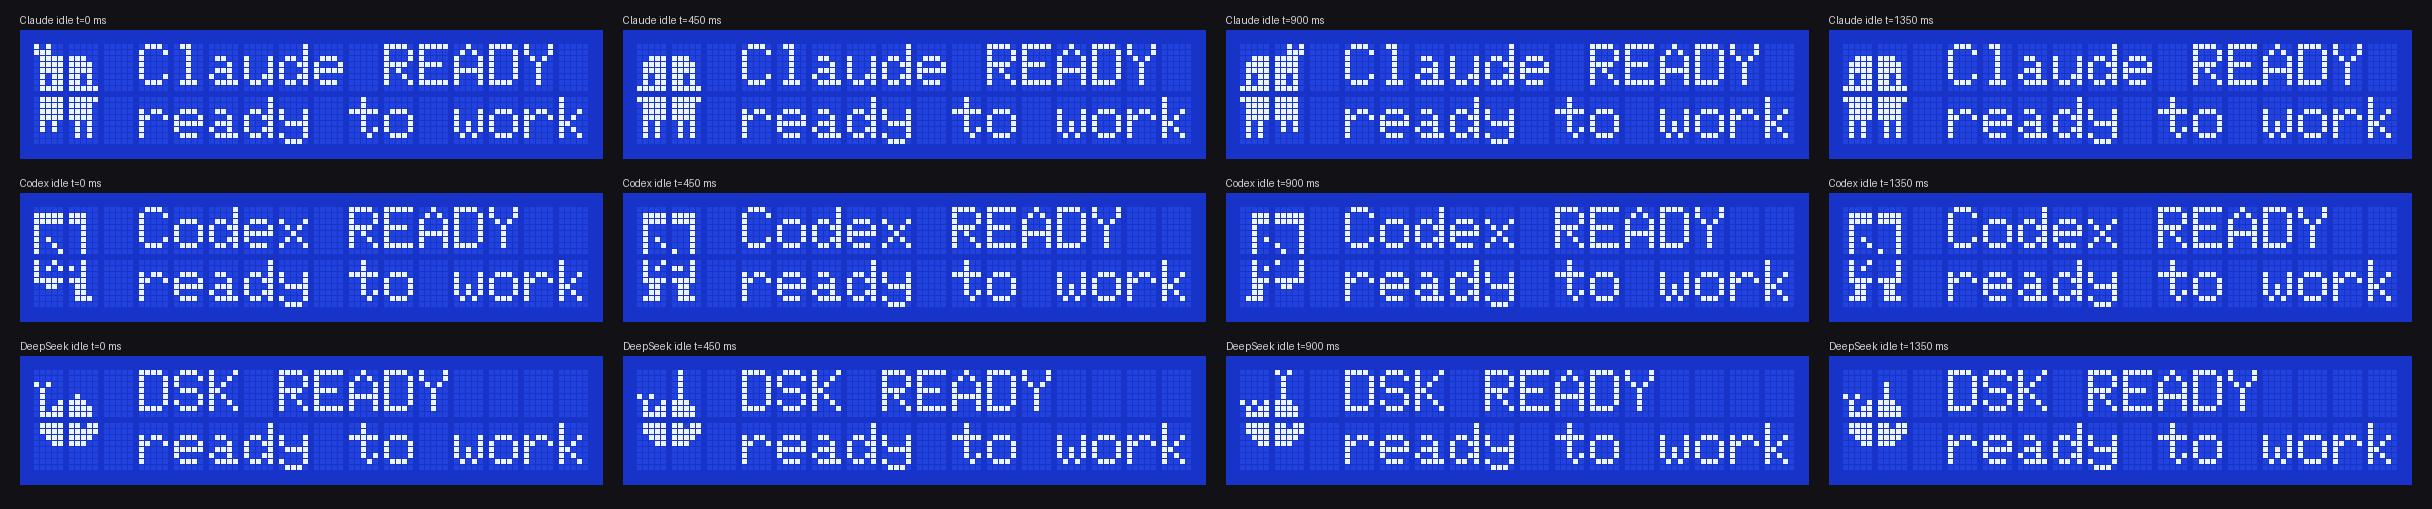 Claude idle t=0 ms
Claude READY
ready to work
Claude idle t=450 ms
Claude READY
ready to work
Claude idle t=900 ms
Claude READY
ready to work
Claude idle t=1350 ms
Claude READY
ready to work
Codex idle t=0 ms
Codex READY
ready to work
Codex idle t=450 ms
Codex READY
ready to work
Codex idle t=900 ms
Codex READY
ready to work
Codex idle t=1350 ms
Codex READY
ready to work
DeepSeek idle t=0 ms
DSK READY
ready to work
DeepSeek idle t=450 ms
DSK READY
ready to work
DeepSeek idle t=900 ms
DSK READY
ready to work
DeepSeek idle t=1350 ms
DSK READY
ready to work